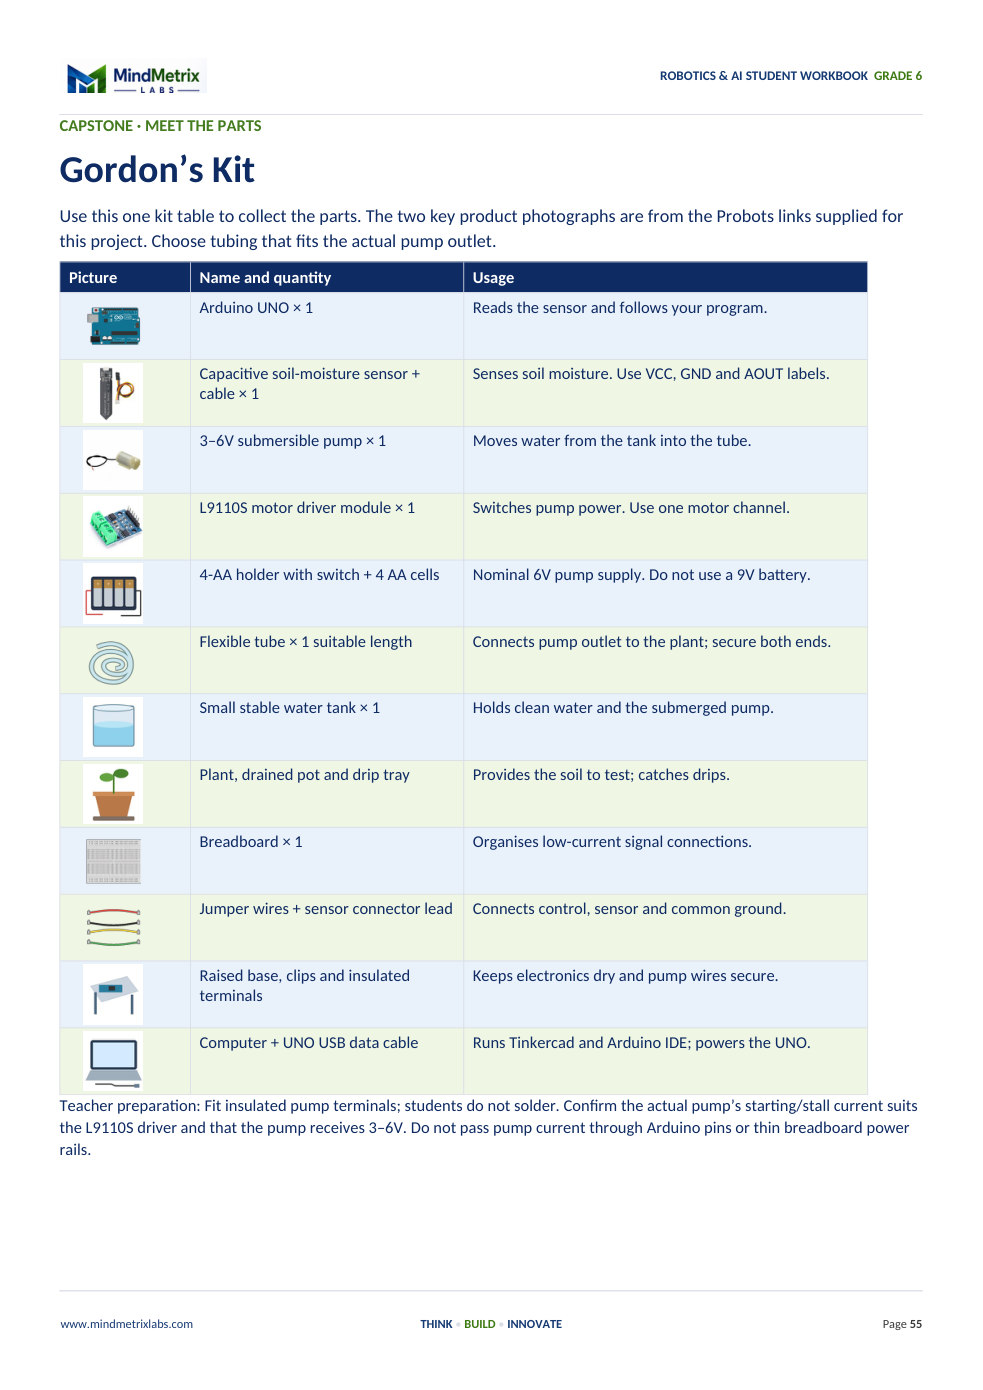 MindMetrix
LABS
ROBOTICS & AI STUDENT WORKBOOK GRADE 6
CAPSTONE · MEET THE PARTS
Gordon’s Kit
Use this one kit table to collect the parts. The two key product photographs are from the Probots links supplied for
this project. Choose tubing that fits the actual pump outlet.
Picture Name and quantity Usage
Arduino UNO × 1 Reads the sensor and follows your program.
Capacitive soil-moisture sensor + Senses soil moisture. Use VCC, GND and AOUT labels.
cable × 1
3–6V submersible pump × 1 Moves water from the tank into the tube.
L9110S motor driver module × 1 Switches pump power. Use one motor channel.
4-AA holder with switch + 4 AA cells Nominal 6V pump supply. Do not use a 9V battery.
Flexible tube × 1 suitable length Connects pump outlet to the plant; secure both ends.
Small stable water tank × 1 Holds clean water and the submerged pump.
Plant, drained pot and drip tray Provides the soil to test; catches drips.
Breadboard × 1 Organises low-current signal connections.
Jumper wires + sensor connector lead Connects control, sensor and common ground.
Raised base, clips and insulated Keeps electronics dry and pump wires secure.
terminals
Computer + UNO USB data cable Runs Tinkercad and Arduino IDE; powers the UNO.
Teacher preparation: Fit insulated pump terminals; students do not solder. Confirm the actual pump’s starting/stall current suits
the L9110S driver and that the pump receives 3–6V. Do not pass pump current through Arduino pins or thin breadboard power
rails.
www.mindmetrixlabs.com THINK • BUILD • INNOVATE Page 55